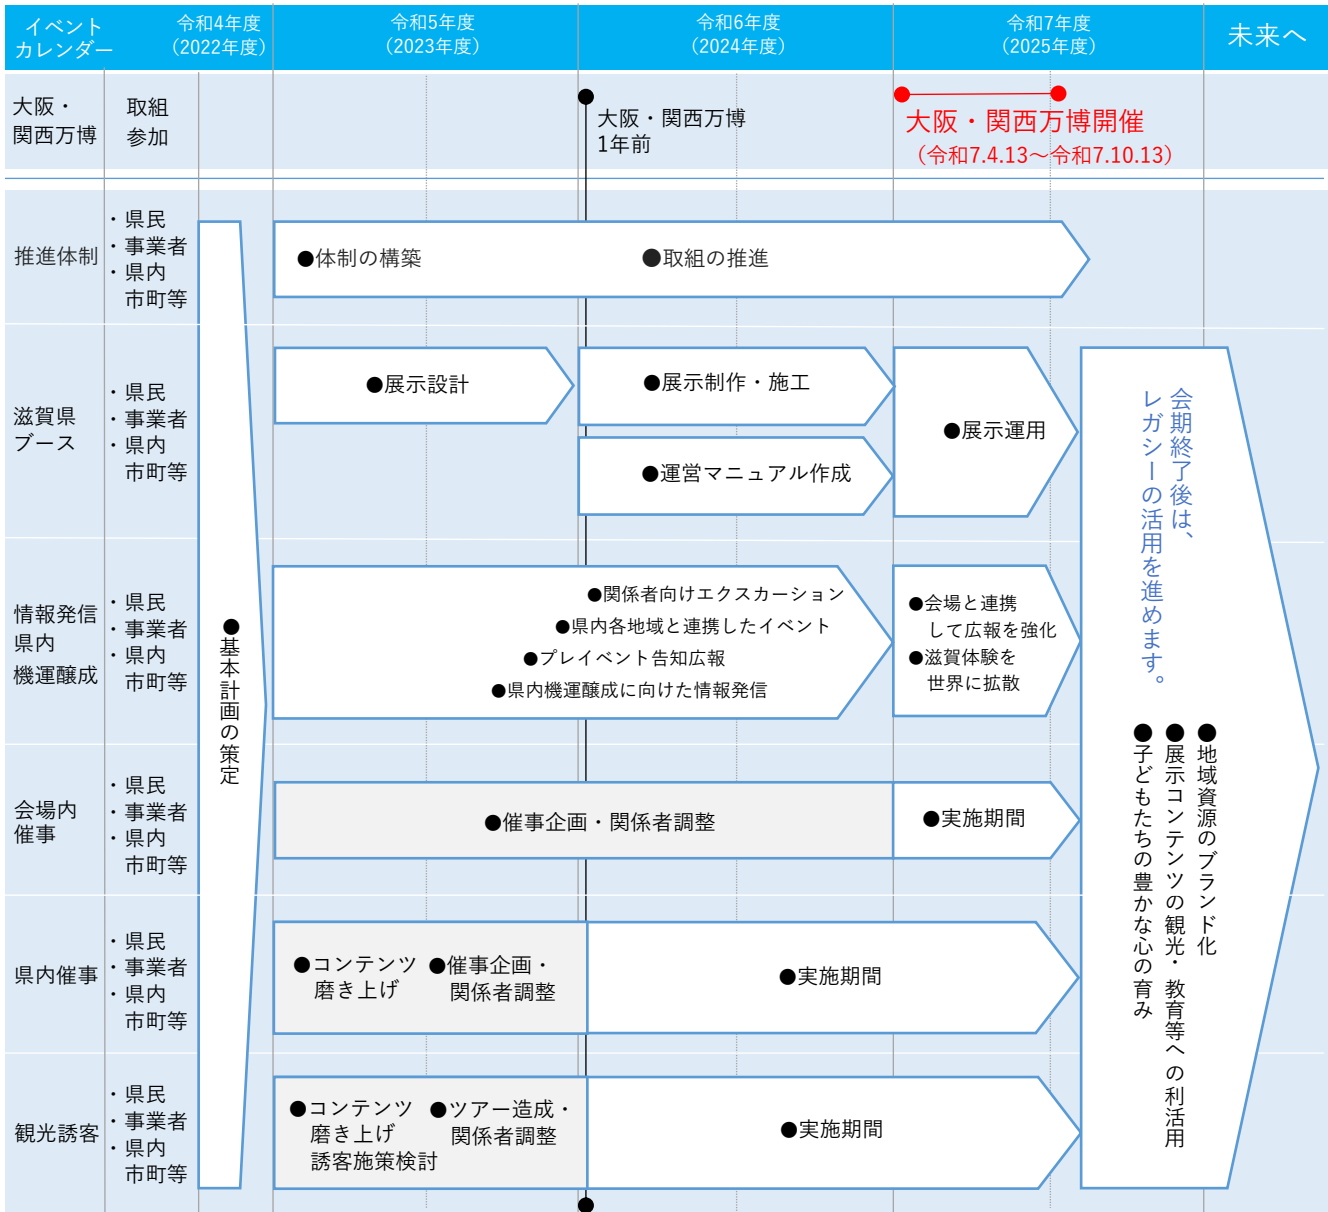 イベント
カレンダー
令和4年度
（2022年度）
令和5年度
（2023年度）
令和6年度
（2024年度）
令和7年度
（2025年度）
未来へ
大阪・
関西万博
取組
参加
大阪・関西万博
1年前
大阪・関西万博開催
（令和7.4.13～令和7.10.13）
推進体制
・県民
・事業者
・県内
市町等
●体制の構築
●取組の推進
滋賀県
ブース
・県民
・事業者
・県内
市町等
●展示設計
●展示制作・施工
●運営マニュアル作成
●展示運用
情報発信
県内
機運醸成
・県民
・事業者
・県内
市町等
●関係者向けエクスカーション
●県内各地域と連携したイベント
●プレイベント告知広報
●県内機運醸成に向けた情報発信
●会場と連携
して広報を強化
●滋賀体験を
世界に拡散
●基本計画の策定
会場内
催事
・県民
・事業者
・県内
市町等
●催事企画・関係者調整
●実施期間
県内催事
・県民
・事業者
・県内
市町等
●コンテンツ
磨き上げ
●催事企画・
関係者調整
●実施期間
観光誘客
・県民
・事業者
・県内
市町等
●コンテンツ
磨き上げ
誘客施策検討
●ツアー造成・
関係者調整
●実施期間
会期終了後は、
レガシーの活用を進めます。
●地域資源のブランド化
●展示コンテンツの観光・教育等への利活用
●子どもたちの豊かな心の育み